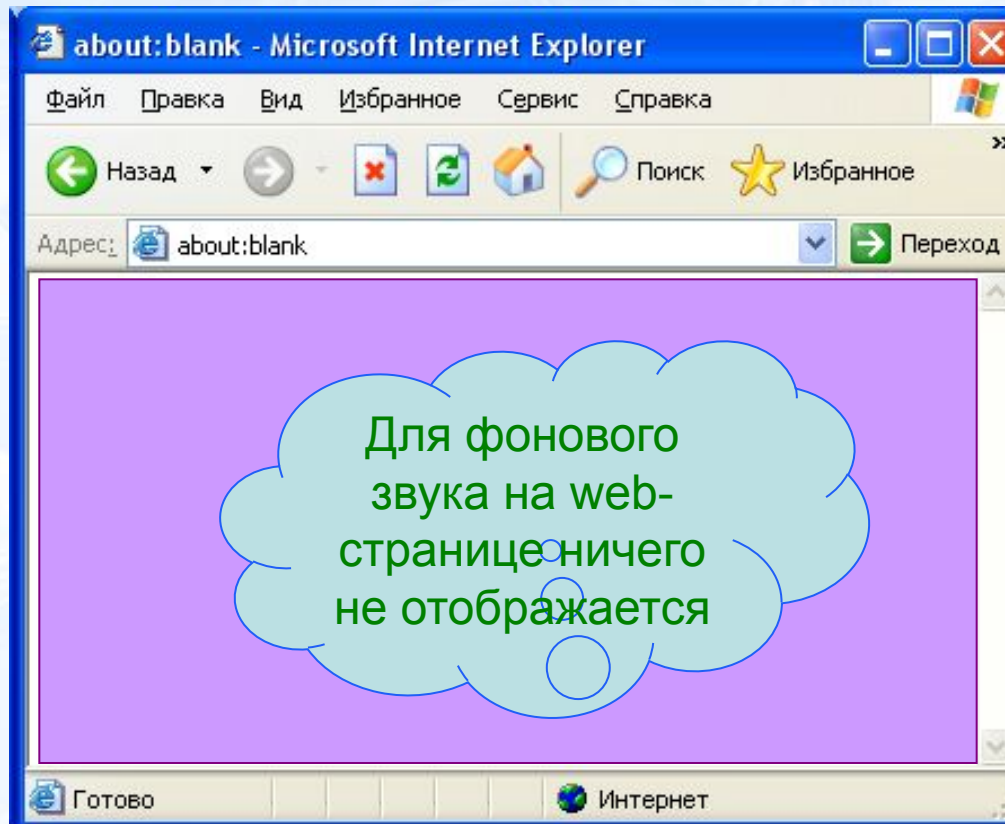 about:blank - Microsoft Internet Explorer
Файл Правка Вид Избранное Сервис Справка
Назад Поиск Избранное »
Адрес: about:blank Переход
Для фонового
звука на web-
странице ничего
не отображается
Готово Интернет